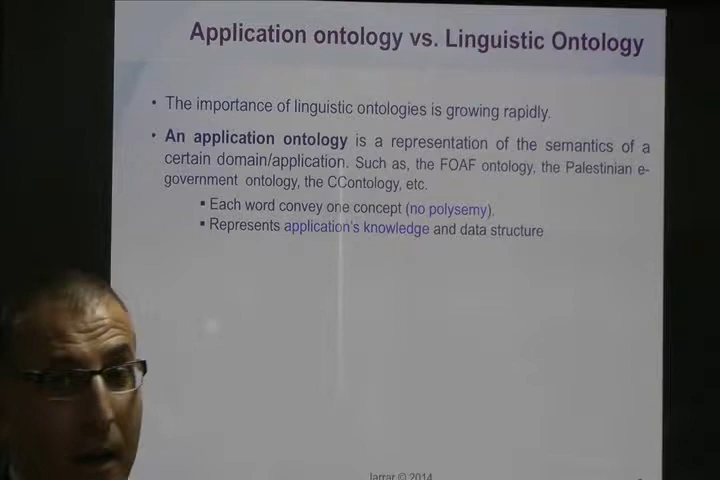 Application ontology vs. Linguistic Ontology
• The importance of linguistic ontologies is growing rapidly.
• An application ontology is a representation of the semantics of a
certain domain/application. Such as, the FOAF ontology, the Palestinian e-
government ontology, the CContology, etc.
▪ Each word convey one concept (no polysemy).
▪ Represents application's knowledge and data structure
Jarrar © 2014